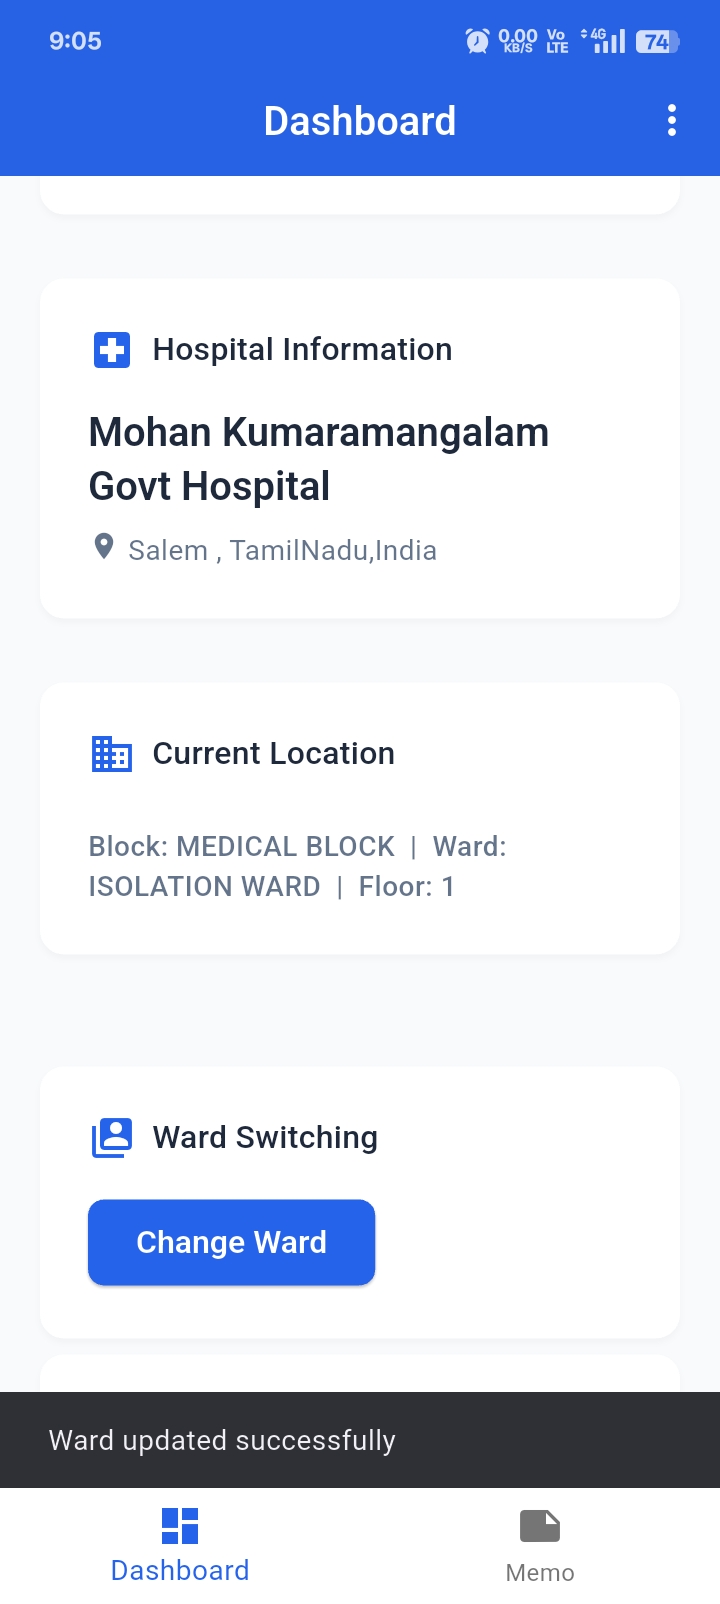 9:05
0.00
KB/S
Vo
LTE
4G
74
Dashboard
Hospital Information
Mohan Kumaramangalam
Govt Hospital
Salem , TamilNadu,India
Current Location
Block: MEDICAL BLOCK | Ward:
ISOLATION WARD | Floor: 1
Ward Switching
Change Ward
Ward updated successfully
Dashboard
Memo